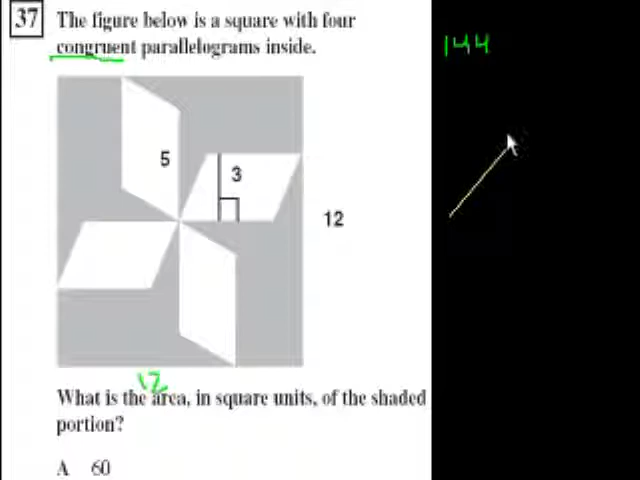 37 The figure below is a square with four
congruent parallelograms inside.
144
5
3
12
12
What is the area, in square units, of the shaded
portion?
A 60